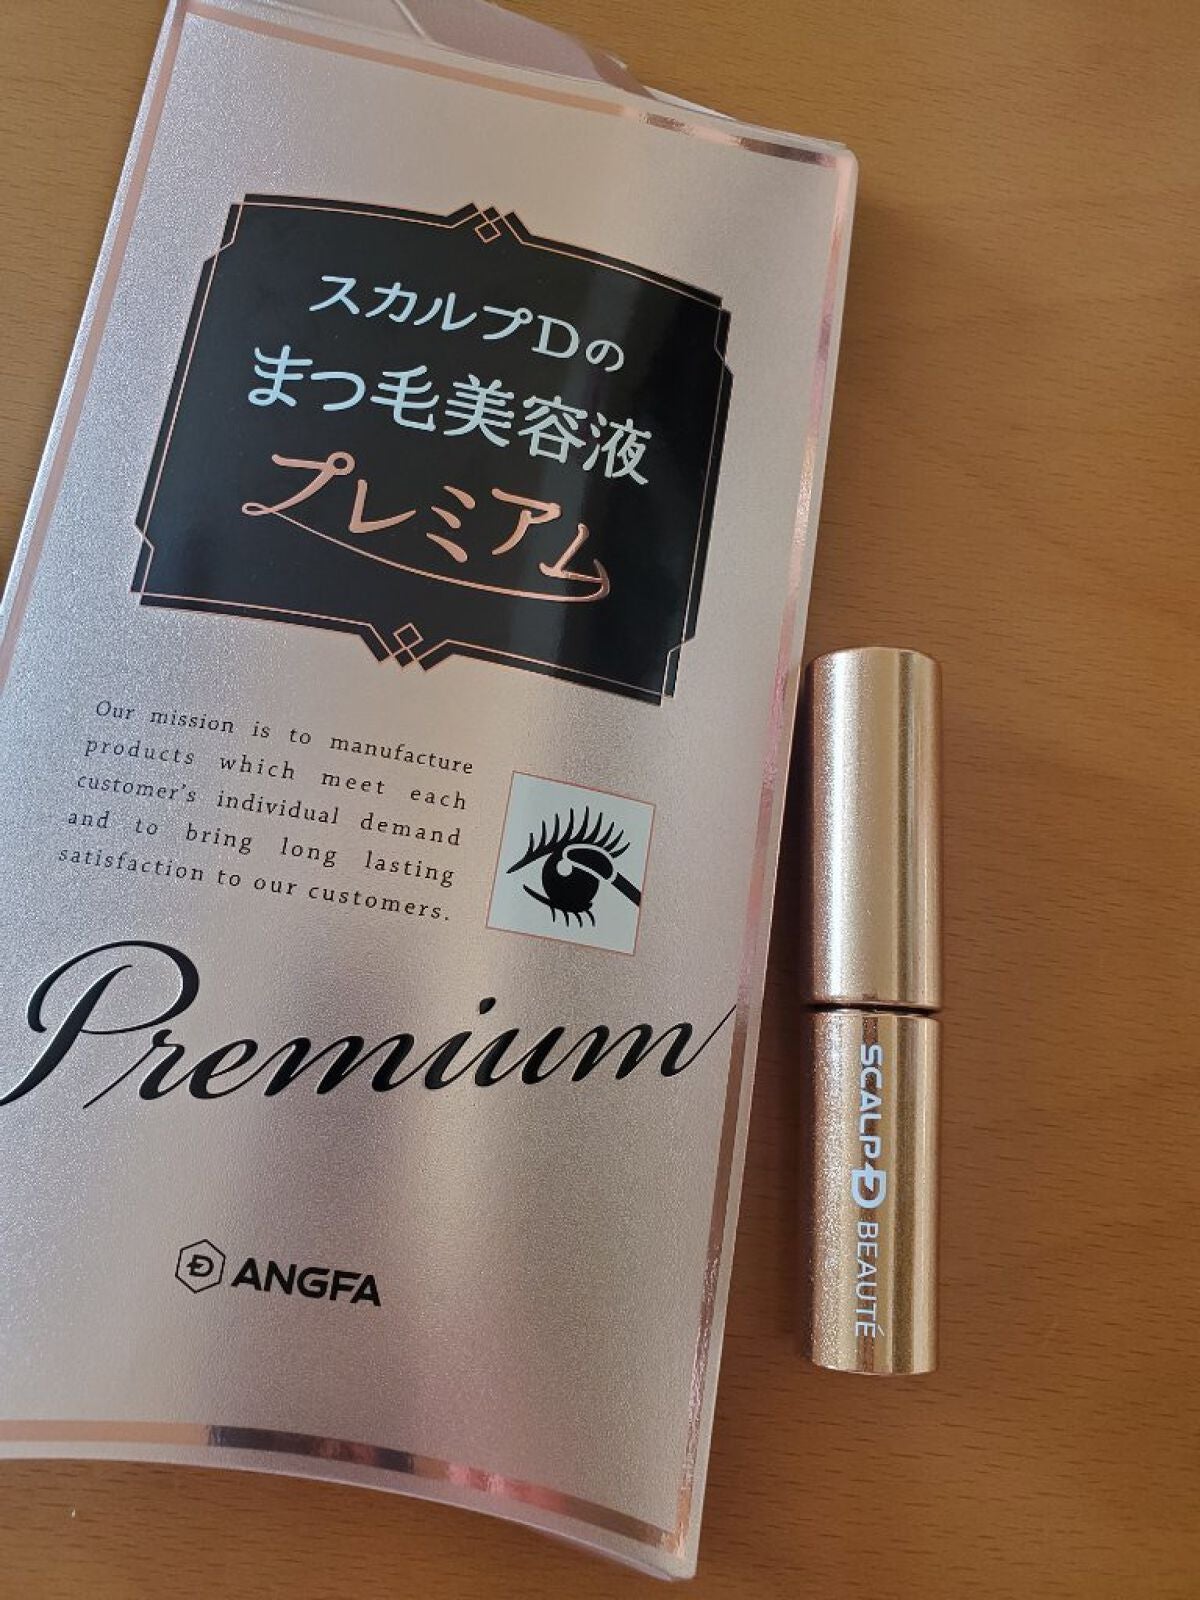 スカルプDの
まつ毛美容液
プレミアム
Our mission is to manufacture
products which meet each
customer's individual demand
and to bring long lasting
satisfaction to our customers.
Premium
ANGFA
SCALP D BEAUTÉ